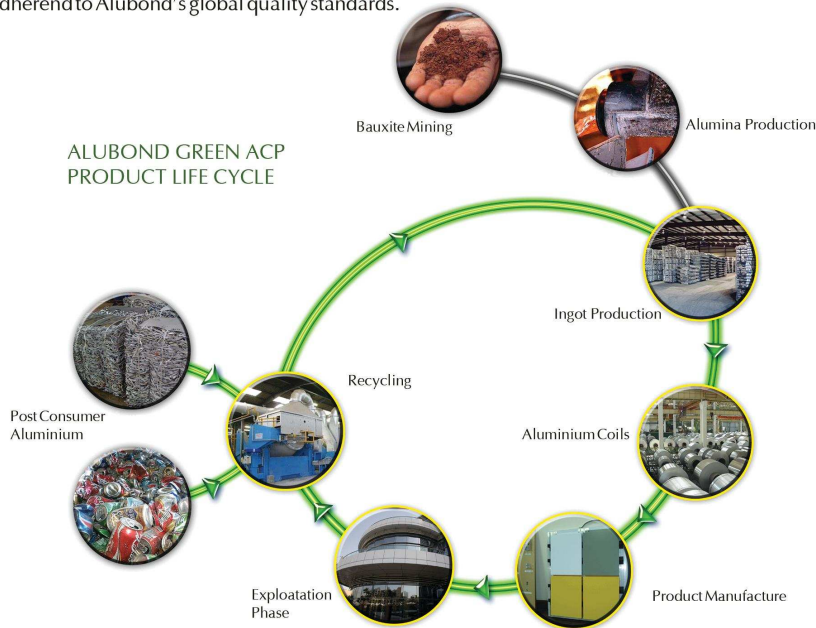 dherend to Alubond's global quality standards.
Bauxite Mining
Alumina Production
ALUBOND GREEN ACP
PRODUCT LIFE CYCLE
Ingot Production
Recycling
Post Consumer
Aluminium
Aluminium Coils
Exploatation
Phase
Product Manufacture